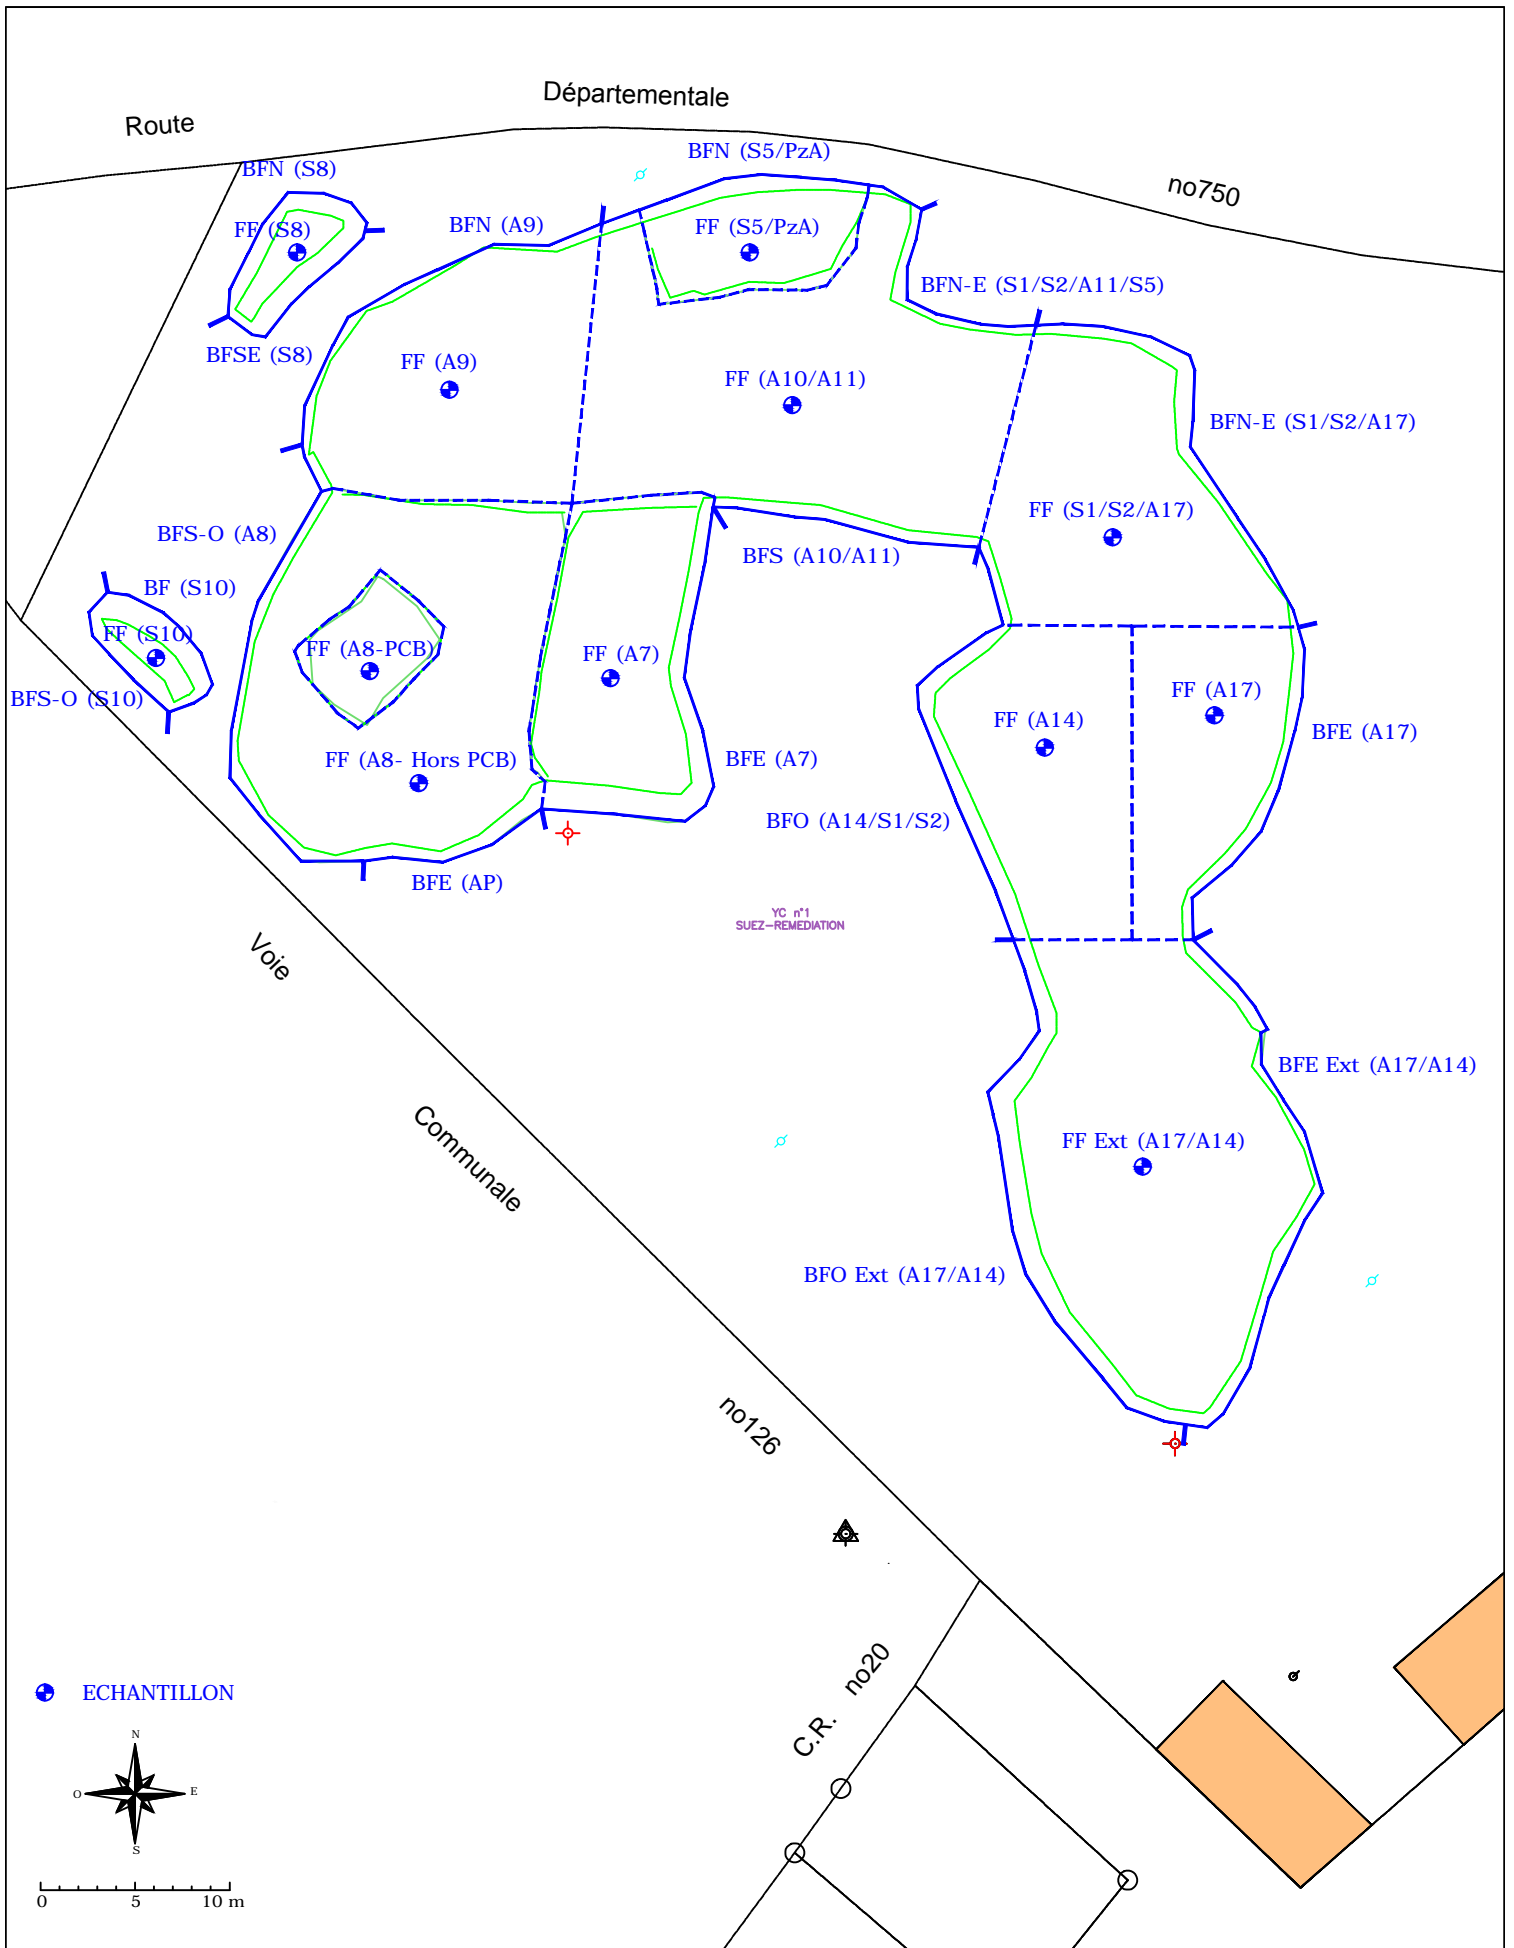 Départementale
Route
BFN (S5/PzA)
BFN (S8)
no750
FF (S8)
BFN (A9)
FF (S5/PzA)
BFN-E (S1/S2/A11/S5)
BFSE (S8)
FF (A9)
FF (A10/A11)
BFN-E (S1/S2/A17)
FF (S1/S2/A17)
BFS-O (A8)
BFS (A10/A11)
BF (S10)
FF (S10)
FF (A8-PCB)
FF (A7)
BFS-O (S10)
FF (A17)
FF (A14)
BFE (A17)
FF (A8- Hors PCB)
BFE (A7)
BFO (A14/S1/S2)
BFE (AP)
YC n°1
SUEZ-REMEDIATION
Voie
BFE Ext (A17/A14)
Communale
FF Ext (A17/A14)
BFO Ext (A17/A14)
no126
C.R. no20
ECHANTILLON
N
O E
S
0 5 10 m